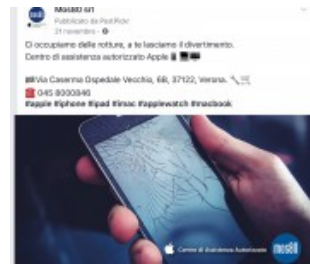 Mos80 srl
Pubblicato da PostPickr
21 novembre ·
Ci occupiamo delle rotture, a te lasciamo il divertimento.
Centro di assistenza autorizzato Apple
Via Caserma Ospedale Vecchio, 6B, 37122, Verona.
045 8000846
#apple #iphone #ipad #imac #applewatch #macbook
Centro di Assistenza Autorizzato
mos80